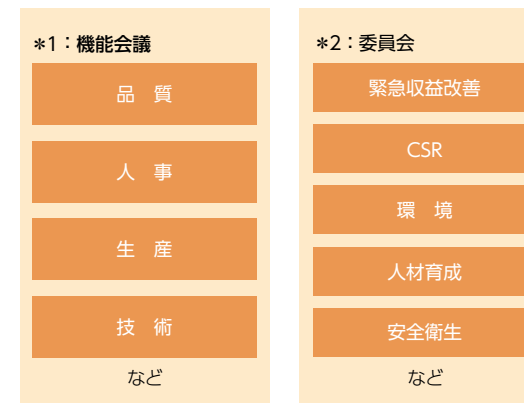 *1：機能会議
品　質
人　事
生　産
技　術
など
*2：委員会
緊急収益改善
CSR
環　境
人材育成
安全衛生
など